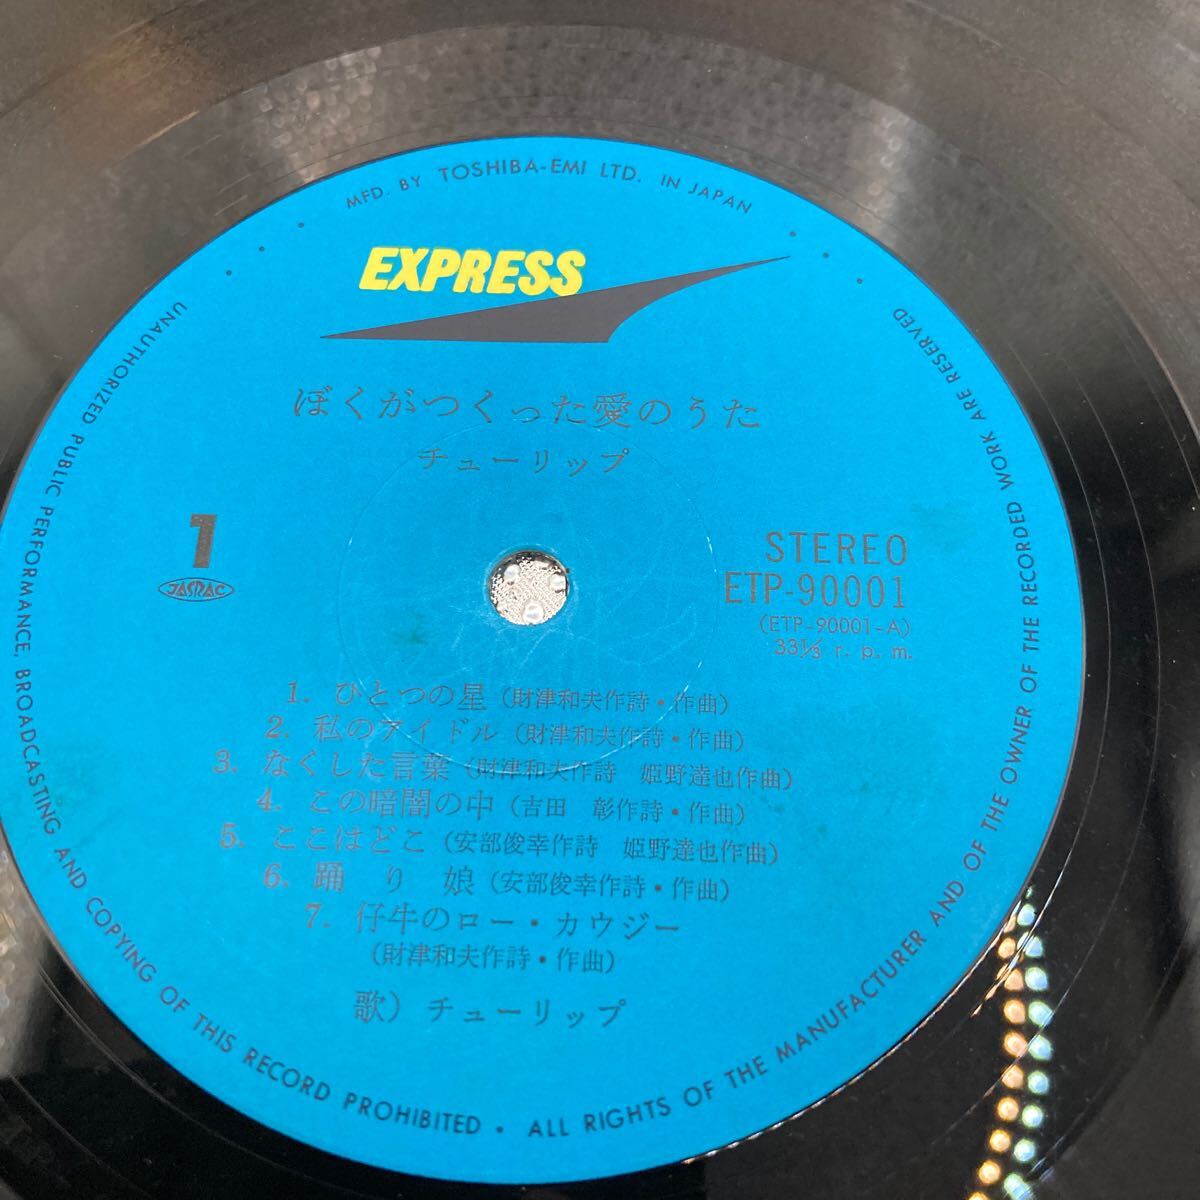 MFD. BY TOSHIBA-EMI LTD. IN JAPAN
EXPRESS
ぼくがつくった愛のうた
チューリップ
1
JASRAC
STEREO
ETP-90001
(ETP-90001-A)
33⅓ r. p. m.
1. ひとつの星(財津和夫作詩・作曲)
2. 私のアイドル(財津和夫作詩・作曲)
3. なくした言葉(財津和夫作詩 姫野達也作曲)
4. この暗闇の中(吉田 彰作詩・作曲)
5. ここはどこ(安部俊幸作詩 姫野達也作曲)
6. 踊り娘(安部俊幸作詩・作曲)
7. 仔牛のロー・カウジー
(財津和夫作詩・作曲)
歌)チューリップ
UNAUTHORIZED PUBLIC PERFORMANCE, BROADCASTING AND COPYING OF THIS RECORD PROHIBITED • ALL RIGHTS OF THE MANUFACTURER AND OF THE OWNER OF THE RECORDED WORK ARE RESERVED